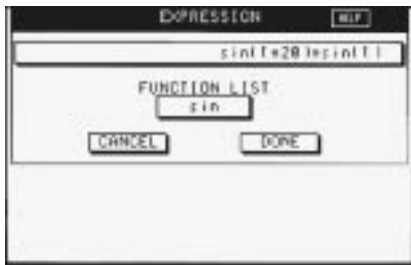 EXPRESSION HELP
sin(t*20)*sin(t)
FUNCTION LIST
sin
CANCEL DONE